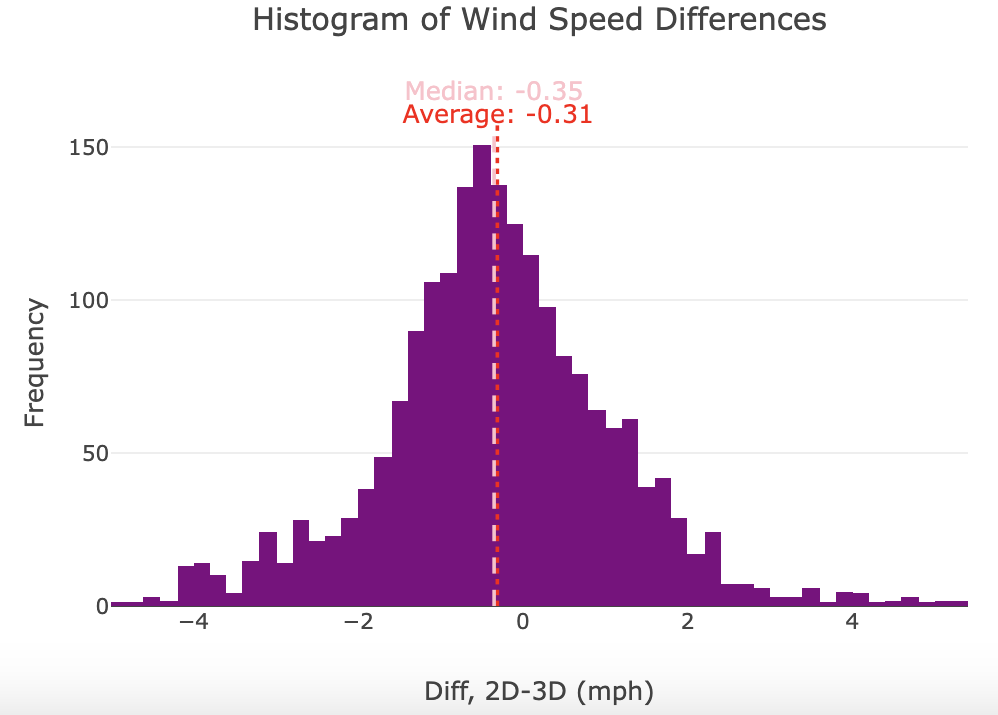 Histogram of Wind Speed Differences
Median: -0.35
Average: -0.31
150
100
50
0
Frequency
−4 −2 0 2 4
Diff, 2D-3D (mph)